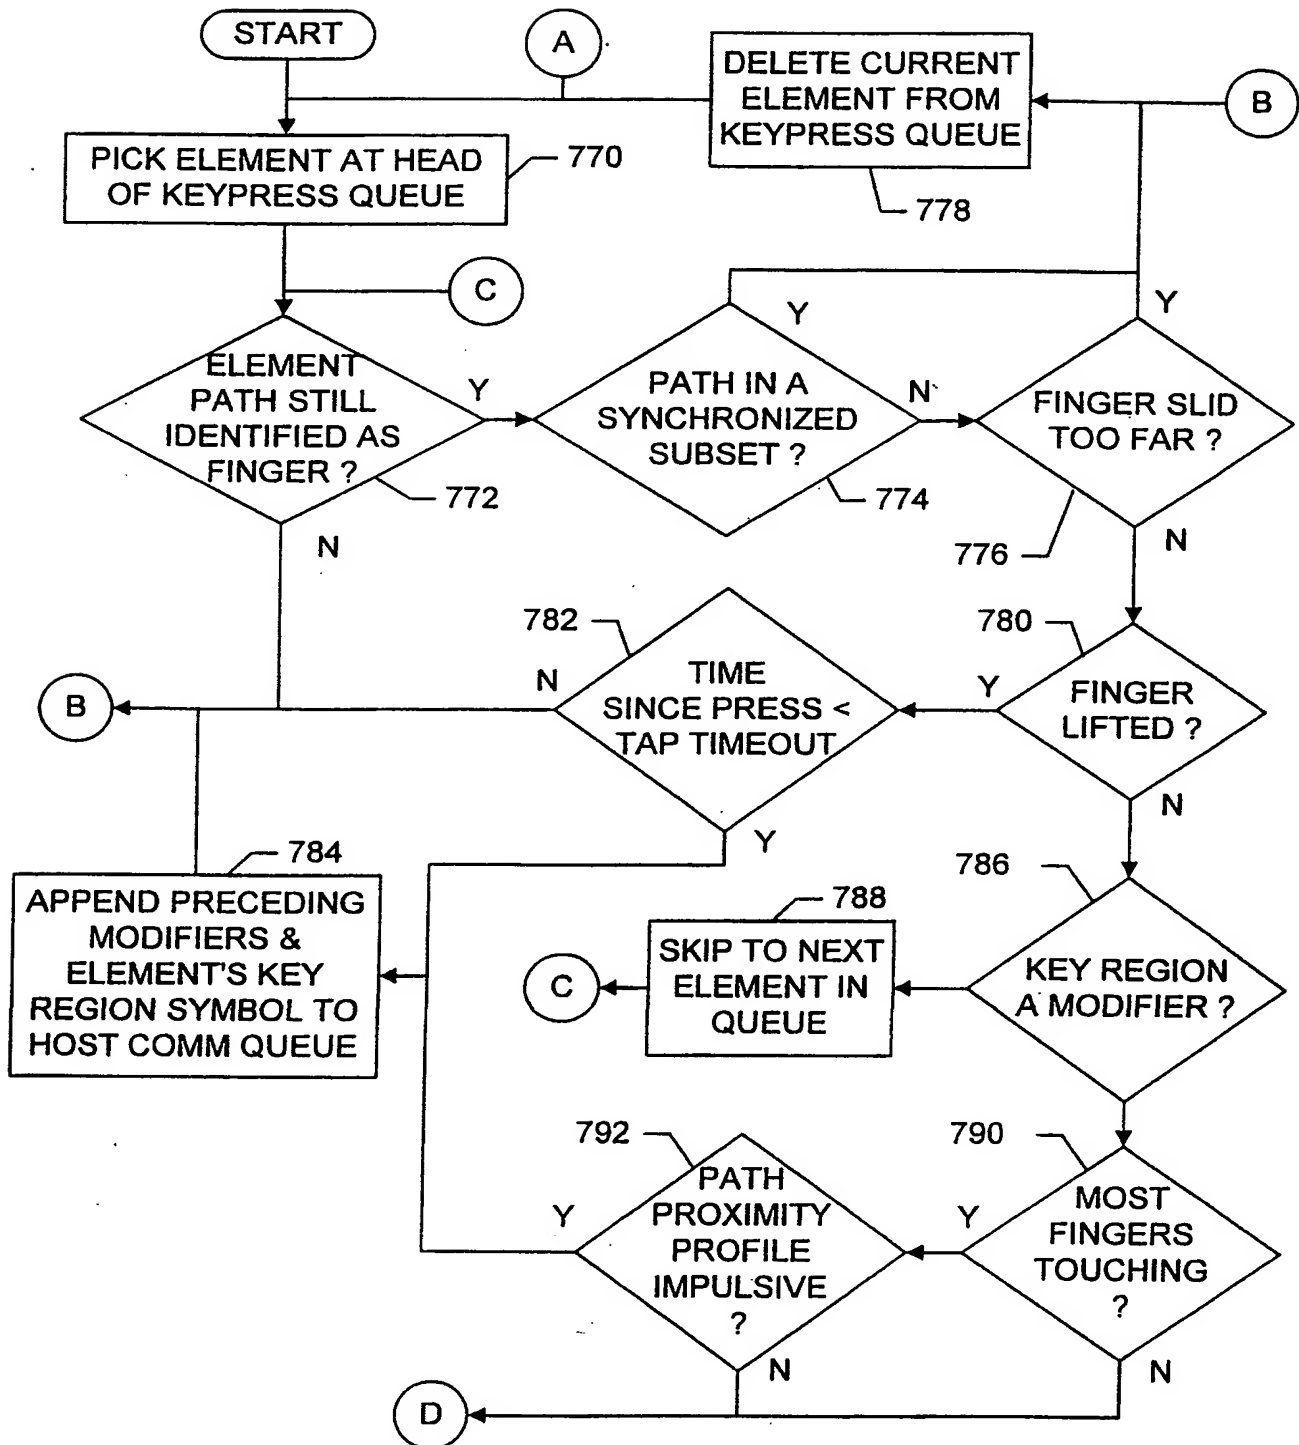 START
A
DELETE CURRENT
ELEMENT FROM
KEYPRESS QUEUE
B
PICK ELEMENT AT HEAD
OF KEYPRESS QUEUE
770
778
C
ELEMENT
PATH STILL
IDENTIFIED AS
FINGER ?
Y
772
N
PATH IN A
SYNCHRONIZED
SUBSET ?
Y
N
774
FINGER SLID
TOO FAR ?
Y
776
N
782
TIME
SINCE PRESS <
TAP TIMEOUT
N
Y
780
FINGER
LIFTED ?
Y
N
B
784
APPEND PRECEDING
MODIFIERS &
ELEMENT'S KEY
REGION SYMBOL TO
HOST COMM QUEUE
C
788
SKIP TO NEXT
ELEMENT IN
QUEUE
786
KEY REGION
A MODIFIER ?
792
PATH
PROXIMITY
PROFILE
IMPULSIVE
?
Y
N
790
MOST
FINGERS
TOUCHING
?
Y
N
D